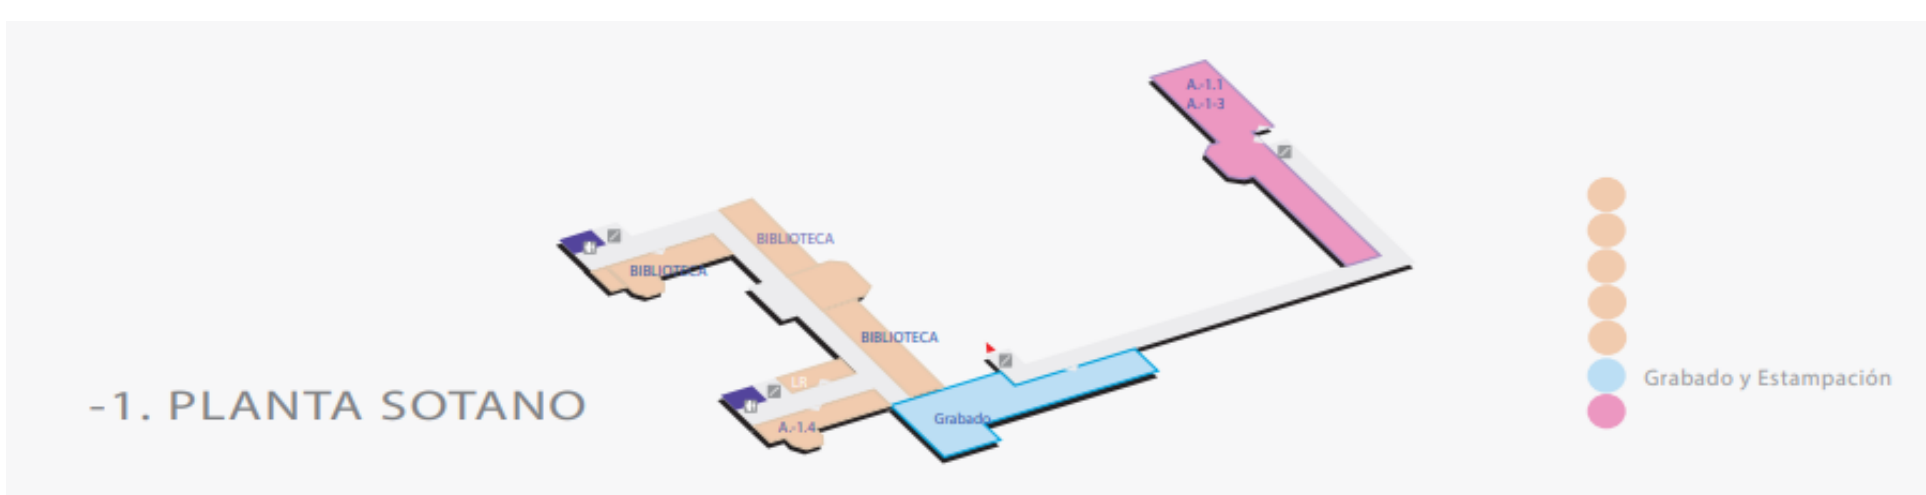 A.-1.1
A.-1-3
BIBLIOTECA
BIBLIOTECA
BIBLIOTECA
LR
A.-1.4
Grabado
-1. PLANTA SOTANO
Grabado y Estampación